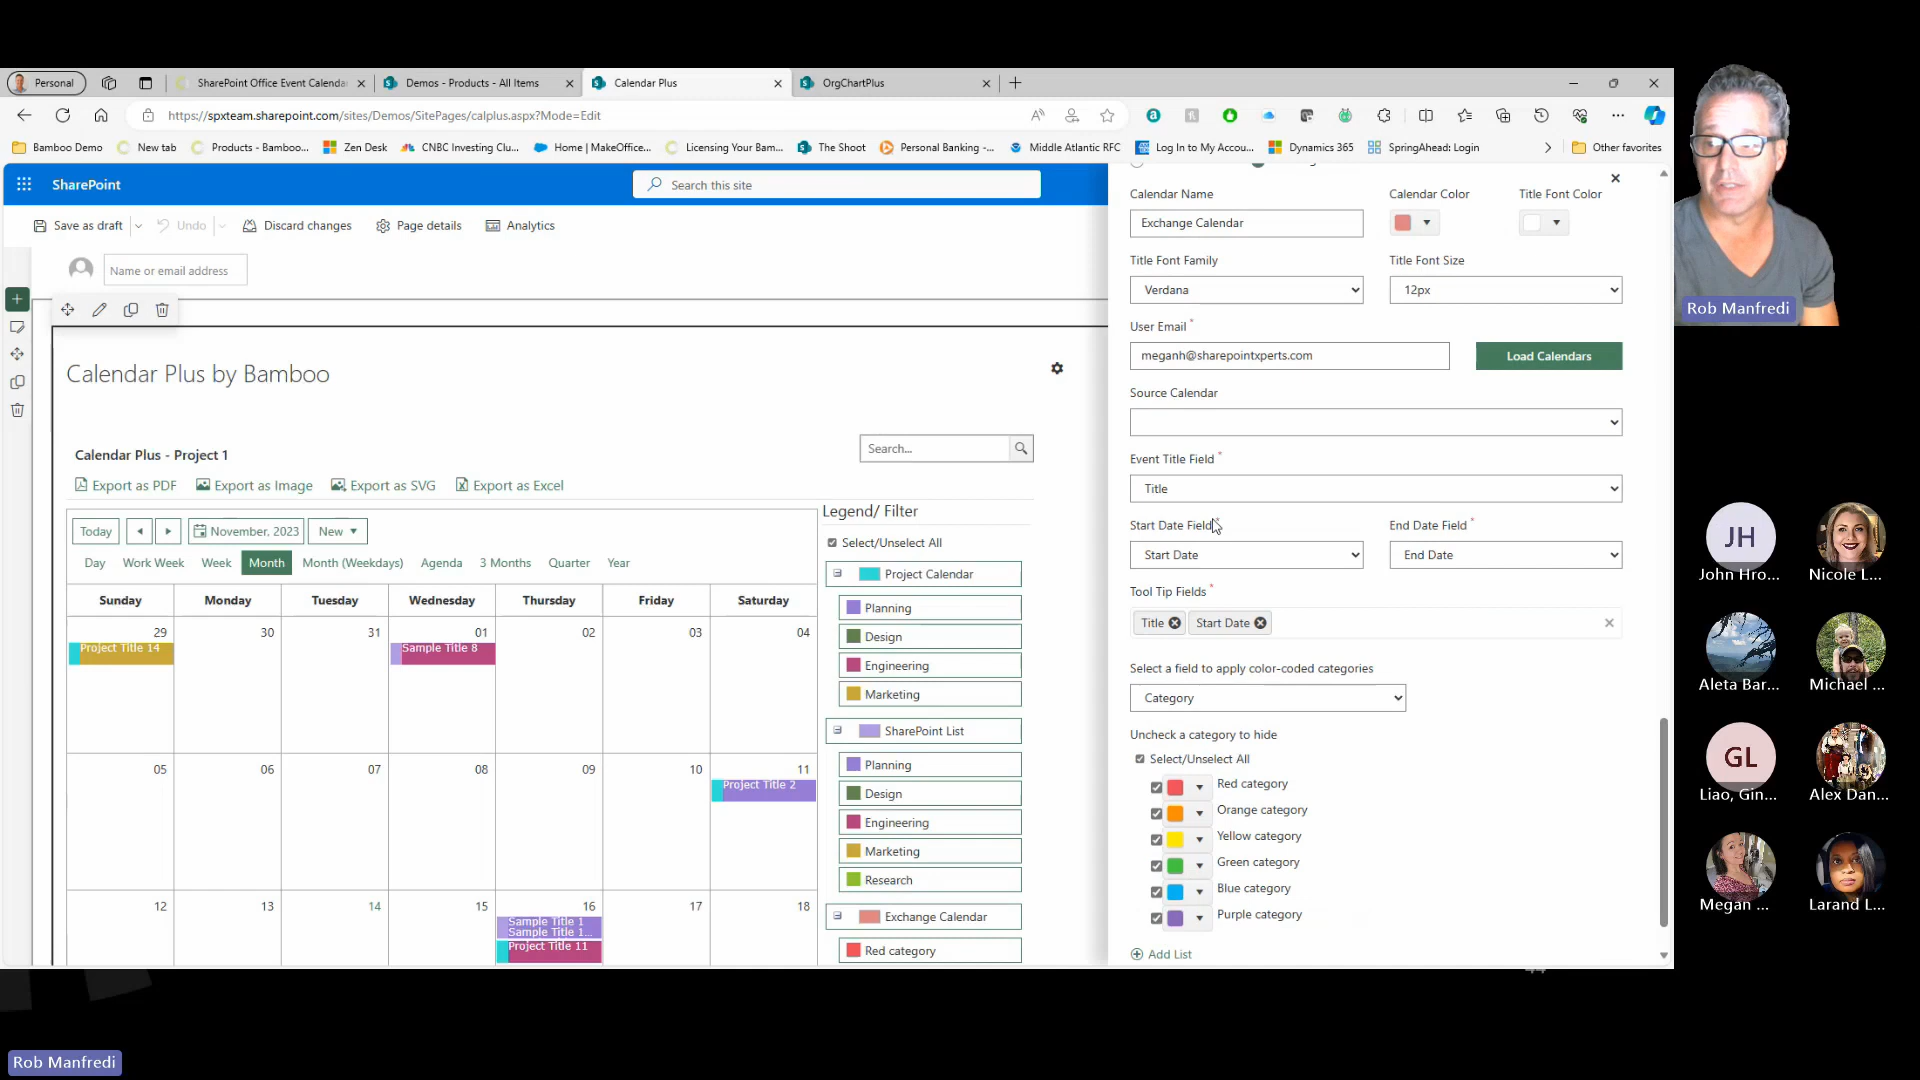 Personal
SharePoint Office Event Calenda
Demos - Products - All Items
Calendar Plus
OrgChartPlus
https://spxteam.sharepoint.com/sites/Demos/SitePages/calplus.aspx?Mode=Edit
Bamboo Demo
New tab
Products - Bamboo...
Zen Desk
CNBC Investing Clu...
Home | MakeOffice...
Licensing Your Bam...
The Shoot
Personal Banking -...
Middle Atlantic RFC
Log In to My Accou...
Dynamics 365
SpringAhead: Login
Other favorites
SharePoint
Search this site
Save as draft
Undo
Discard changes
Page details
Analytics
Name or email address
Calendar Plus by Bamboo
Calendar Plus - Project 1
Search...
Export as PDF
Export as Image
Export as SVG
Export as Excel
Today
November, 2023
New
Day
Work Week
Week
Month
Month (Weekdays)
Agenda
3 Months
Quarter
Year
Sunday Monday Tuesday Wednesday Thursday Friday Saturday
29 30 31 01 02 03 04
Project Title 14
Sample Title 8
05 06 07 08 09 10 11
Project Title 2
12 13 14 15 16 17 18
Sample Title 1
Sample Title 1...
Project Title 11
Legend/ Filter
Select/Unselect All
Project Calendar
Planning
Design
Engineering
Marketing
SharePoint List
Planning
Design
Engineering
Marketing
Research
Exchange Calendar
Red category
Calendar Name
Calendar Color
Title Font Color
Exchange Calendar
Title Font Family
Title Font Size
Verdana
12px
User Email *
meganh@sharepointxperts.com
Load Calendars
Source Calendar
Event Title Field *
Title
Start Date Field *
End Date Field *
Start Date
End Date
Tool Tip Fields *
Title
Start Date
Select a field to apply color-coded categories
Category
Uncheck a category to hide
Select/Unselect All
Red category
Orange category
Yellow category
Green category
Blue category
Purple category
Add List
Rob Manfredi
JH
John Hro...
Nicole L...
Aleta Bar...
Michael ...
GL
Liao, Gin...
Alex Dan...
Megan ...
Larand L...
Rob Manfredi